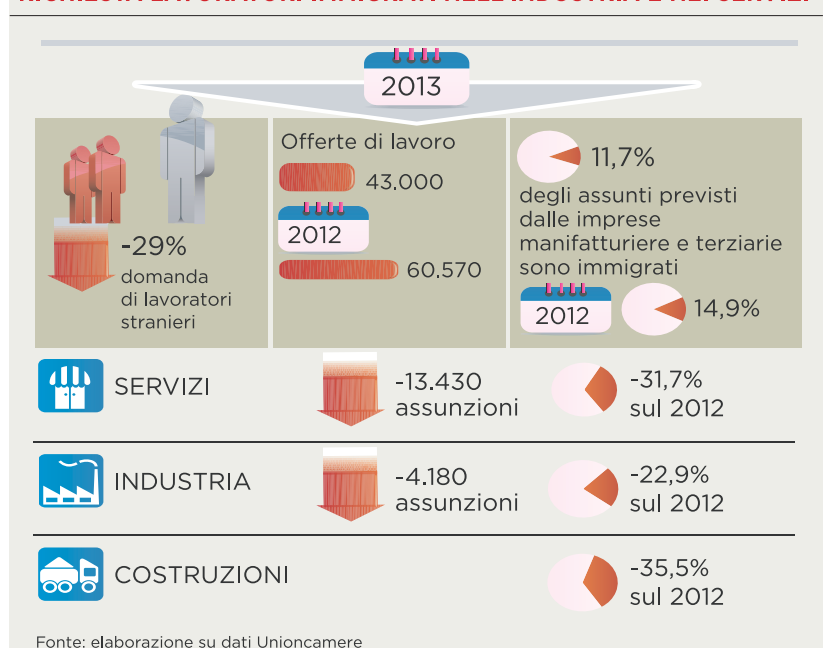 2013
-29%
domanda
di lavoratori
stranieri
Offerte di lavoro
43.000
2012
60.570
11,7%
degli assunti previsti
dalle imprese
manifatturiere e terziarie
sono immigrati
2012
14,9%
SERVIZI
-13.430
assunzioni
-31,7%
sul 2012
INDUSTRIA
-4.180
assunzioni
-22,9%
sul 2012
COSTRUZIONI
-35,5%
sul 2012
Fonte: elaborazione su dati Unioncamere